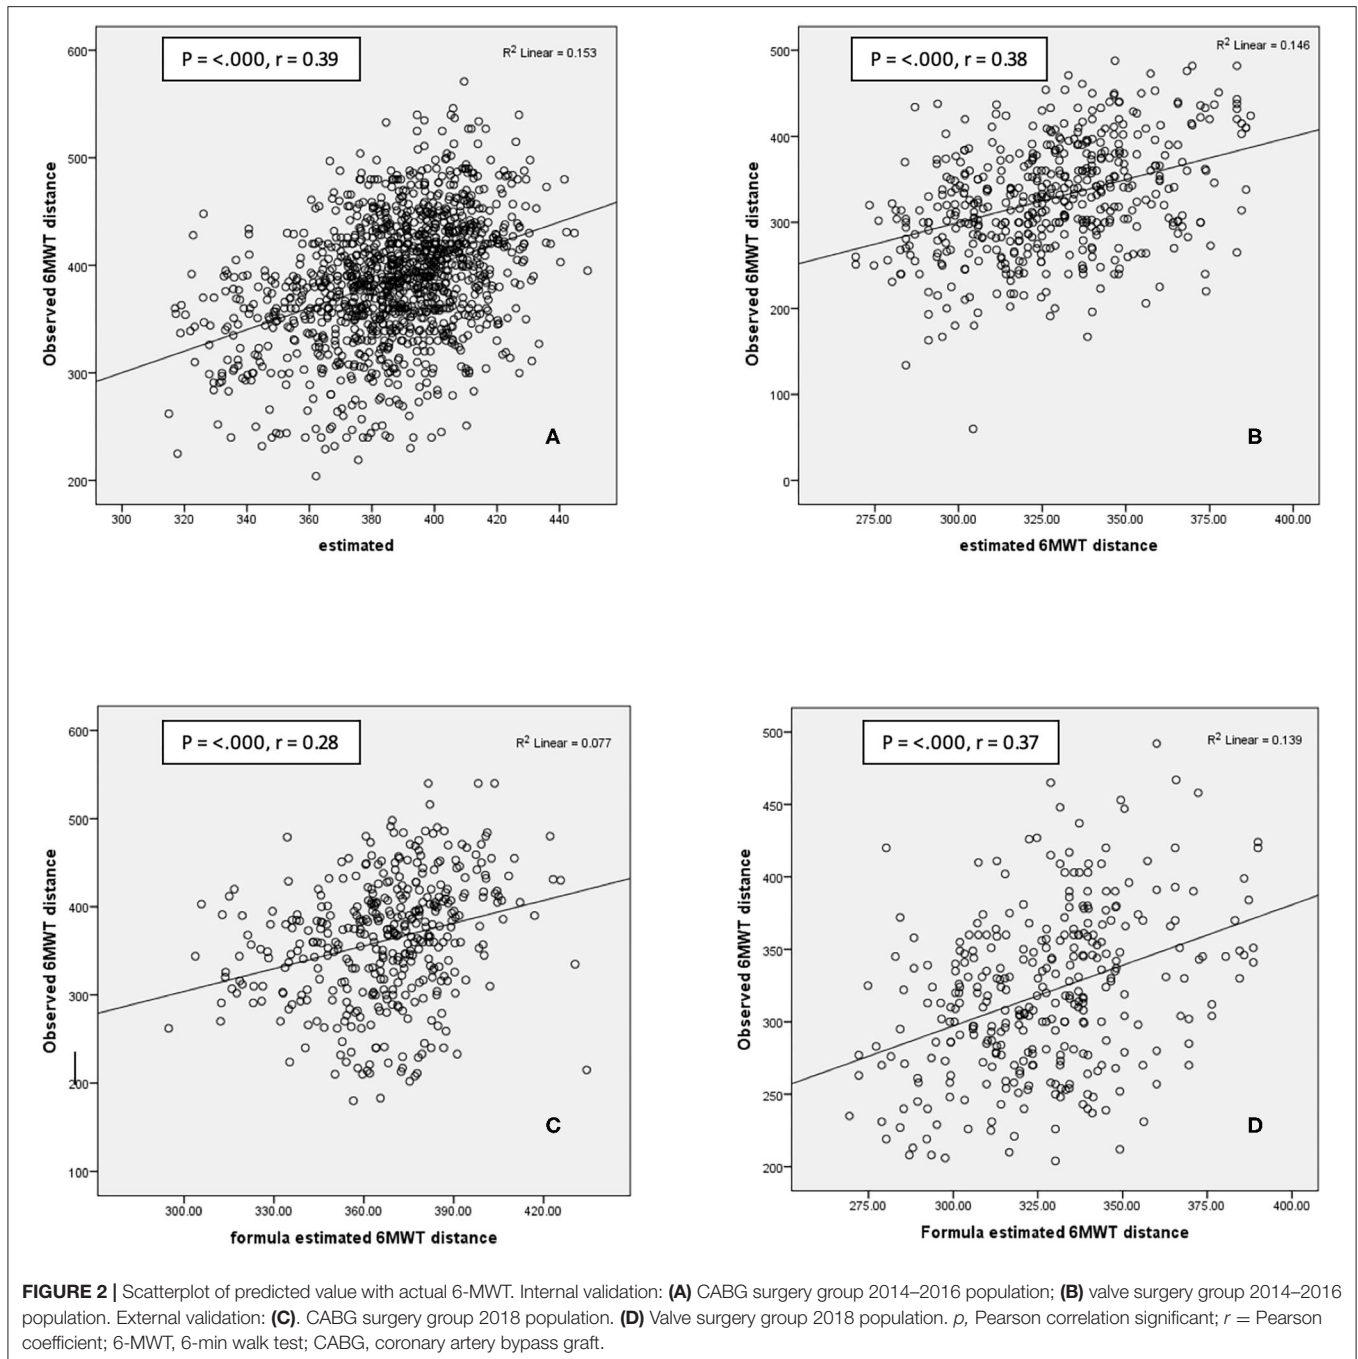 P = <.000, r = 0.39
R² Linear = 0.153
600
500
400
300
200
Observed 6MWT distance
A
300 320 340 360 380 400 420 440
estimated
P = <.000, r = 0.38
R² Linear = 0.146
500
400
300
200
100
0
Observed 6MWT distance
B
275.00 300.00 325.00 350.00 375.00 400.00
estimated 6MWT distance
P = <.000, r = 0.28
R² Linear = 0.077
600
500
400
300
200
100
Observed 6MWT distance
C
300.00 330.00 360.00 390.00 420.00
formula estimated 6MWT distance
P = <.000, r = 0.37
R² Linear = 0.139
500
450
400
350
300
250
200
Observed 6MWT distance
D
275.00 300.00 325.00 350.00 375.00 400.00
Formula estimated 6MWT distance
FIGURE 2 | Scatterplot of predicted value with actual 6-MWT. Internal validation: (A) CABG surgery group 2014–2016 population; (B) valve surgery group 2014–2016
population. External validation: (C). CABG surgery group 2018 population. (D) Valve surgery group 2018 population. p, Pearson correlation significant; r = Pearson
coefficient; 6-MWT, 6-min walk test; CABG, coronary artery bypass graft.